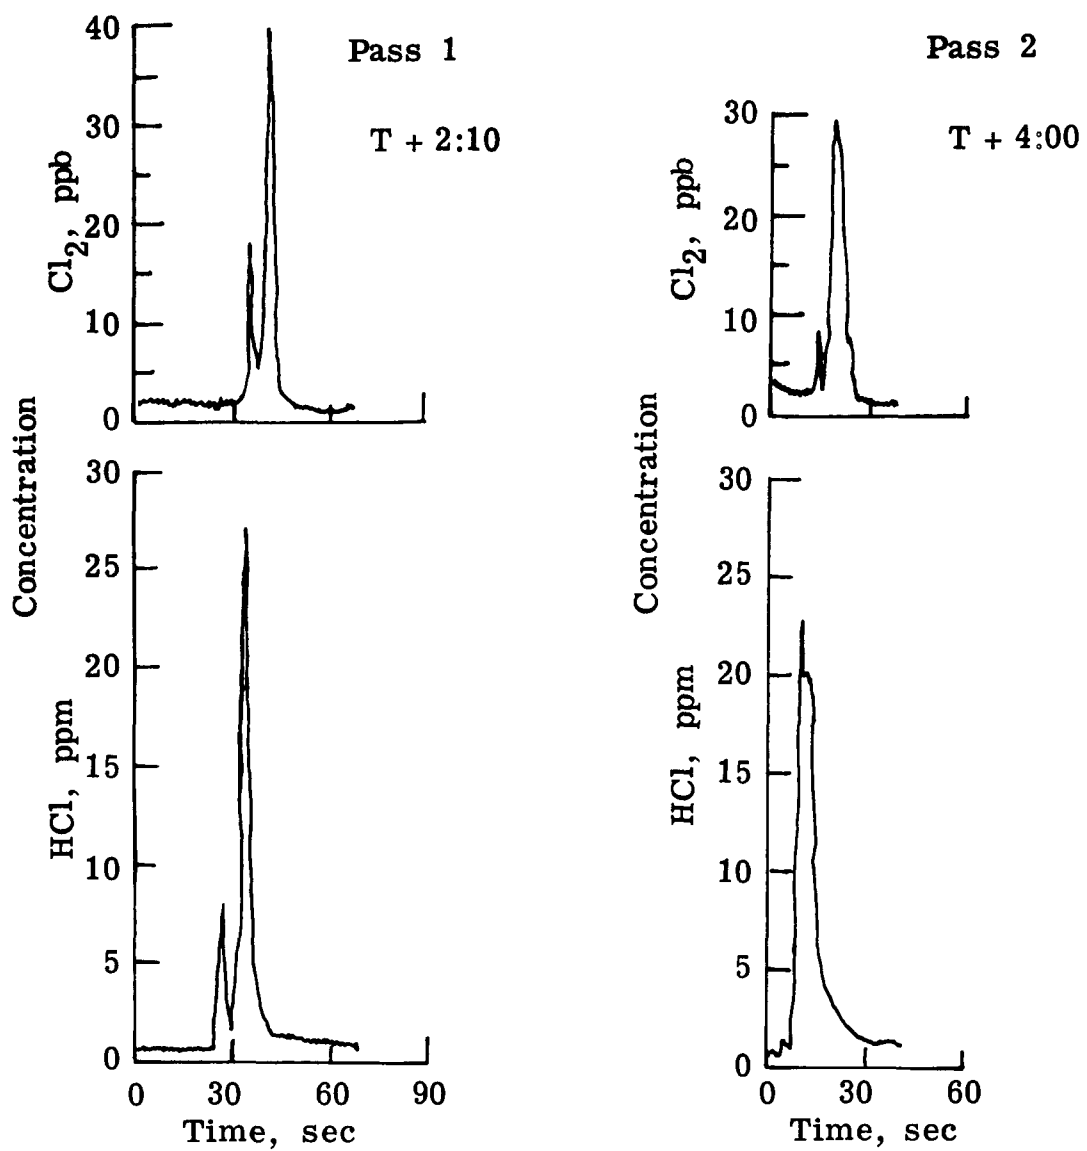 Pass 1
T + 2:10
40
30
20
10
0
Cl2, ppb
Concentration
30
25
20
15
10
5
0
HCl, ppm
0 30 60 90
Time, sec
Pass 2
T + 4:00
30
20
10
0
Cl2, ppb
Concentration
30
25
20
15
10
5
0
HCl, ppm
0 30 60
Time, sec